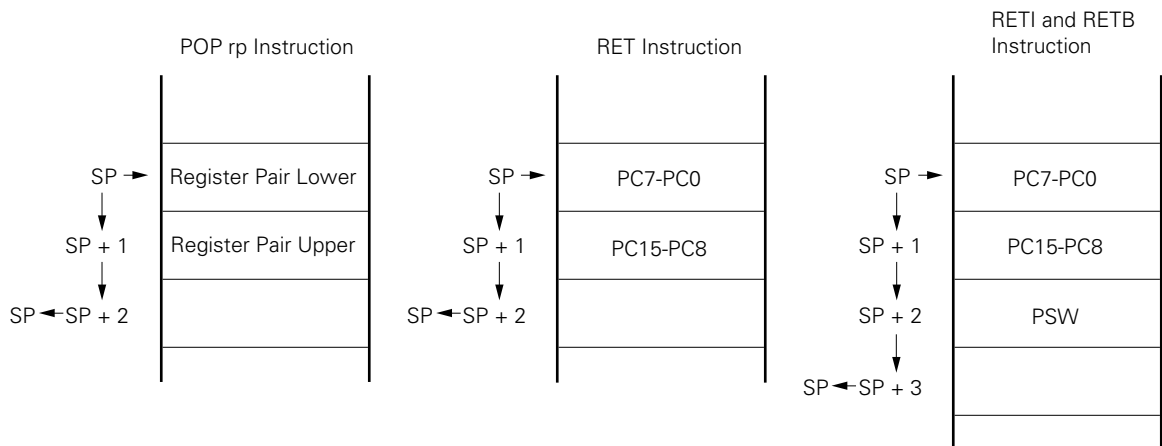 POP rp Instruction
SP
Register Pair Lower
SP + 1
Register Pair Upper
SP
SP + 2
RET Instruction
SP
PC7-PC0
SP + 1
PC15-PC8
SP
SP + 2
RETI and RETB
Instruction
SP
PC7-PC0
SP + 1
PC15-PC8
SP + 2
PSW
SP
SP + 3